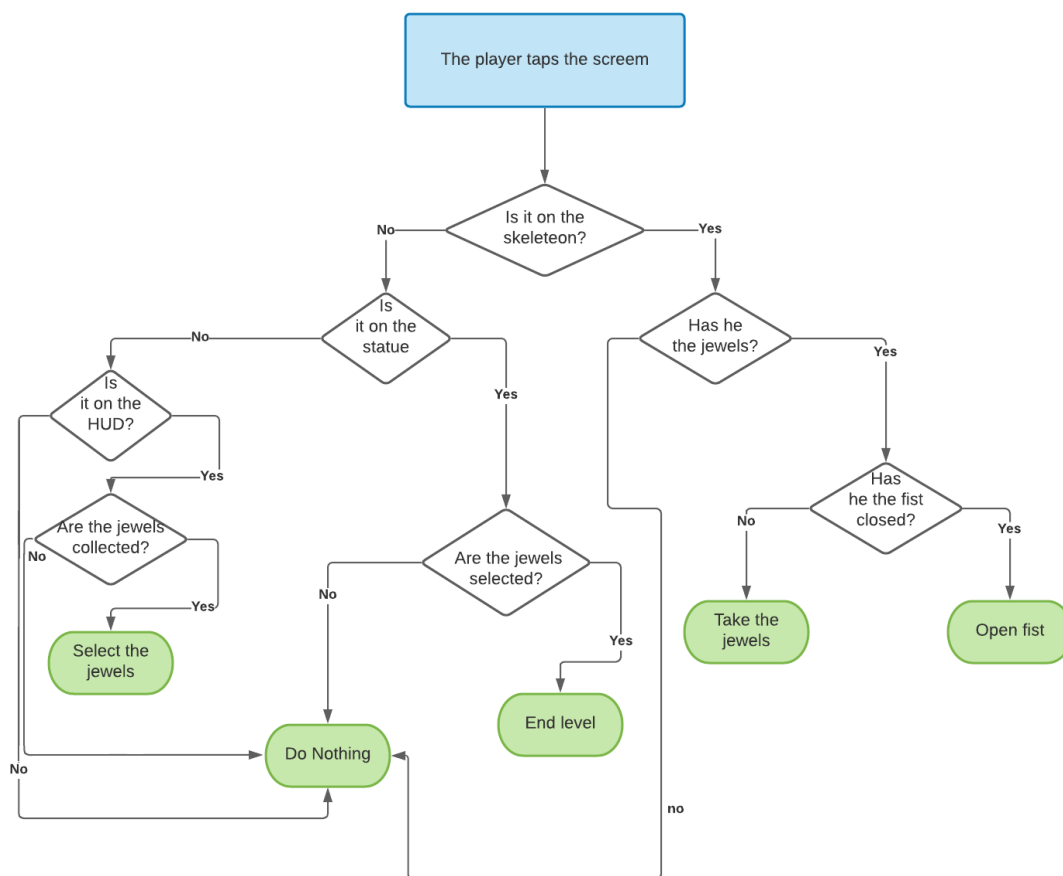 The player taps the screem
Is it on the
skeleteon?
No
Yes
Is
it on the
statue
Has he
the jewels?
No
Yes
Is
it on the
HUD?
Yes
Yes
Has
he the fist
closed?
Are the jewels
collected?
No
No
Yes
Are the jewels
selected?
No
Yes
Yes
Take the
jewels
Open fist
Select the
jewels
Yes
End level
Do Nothing
No
no